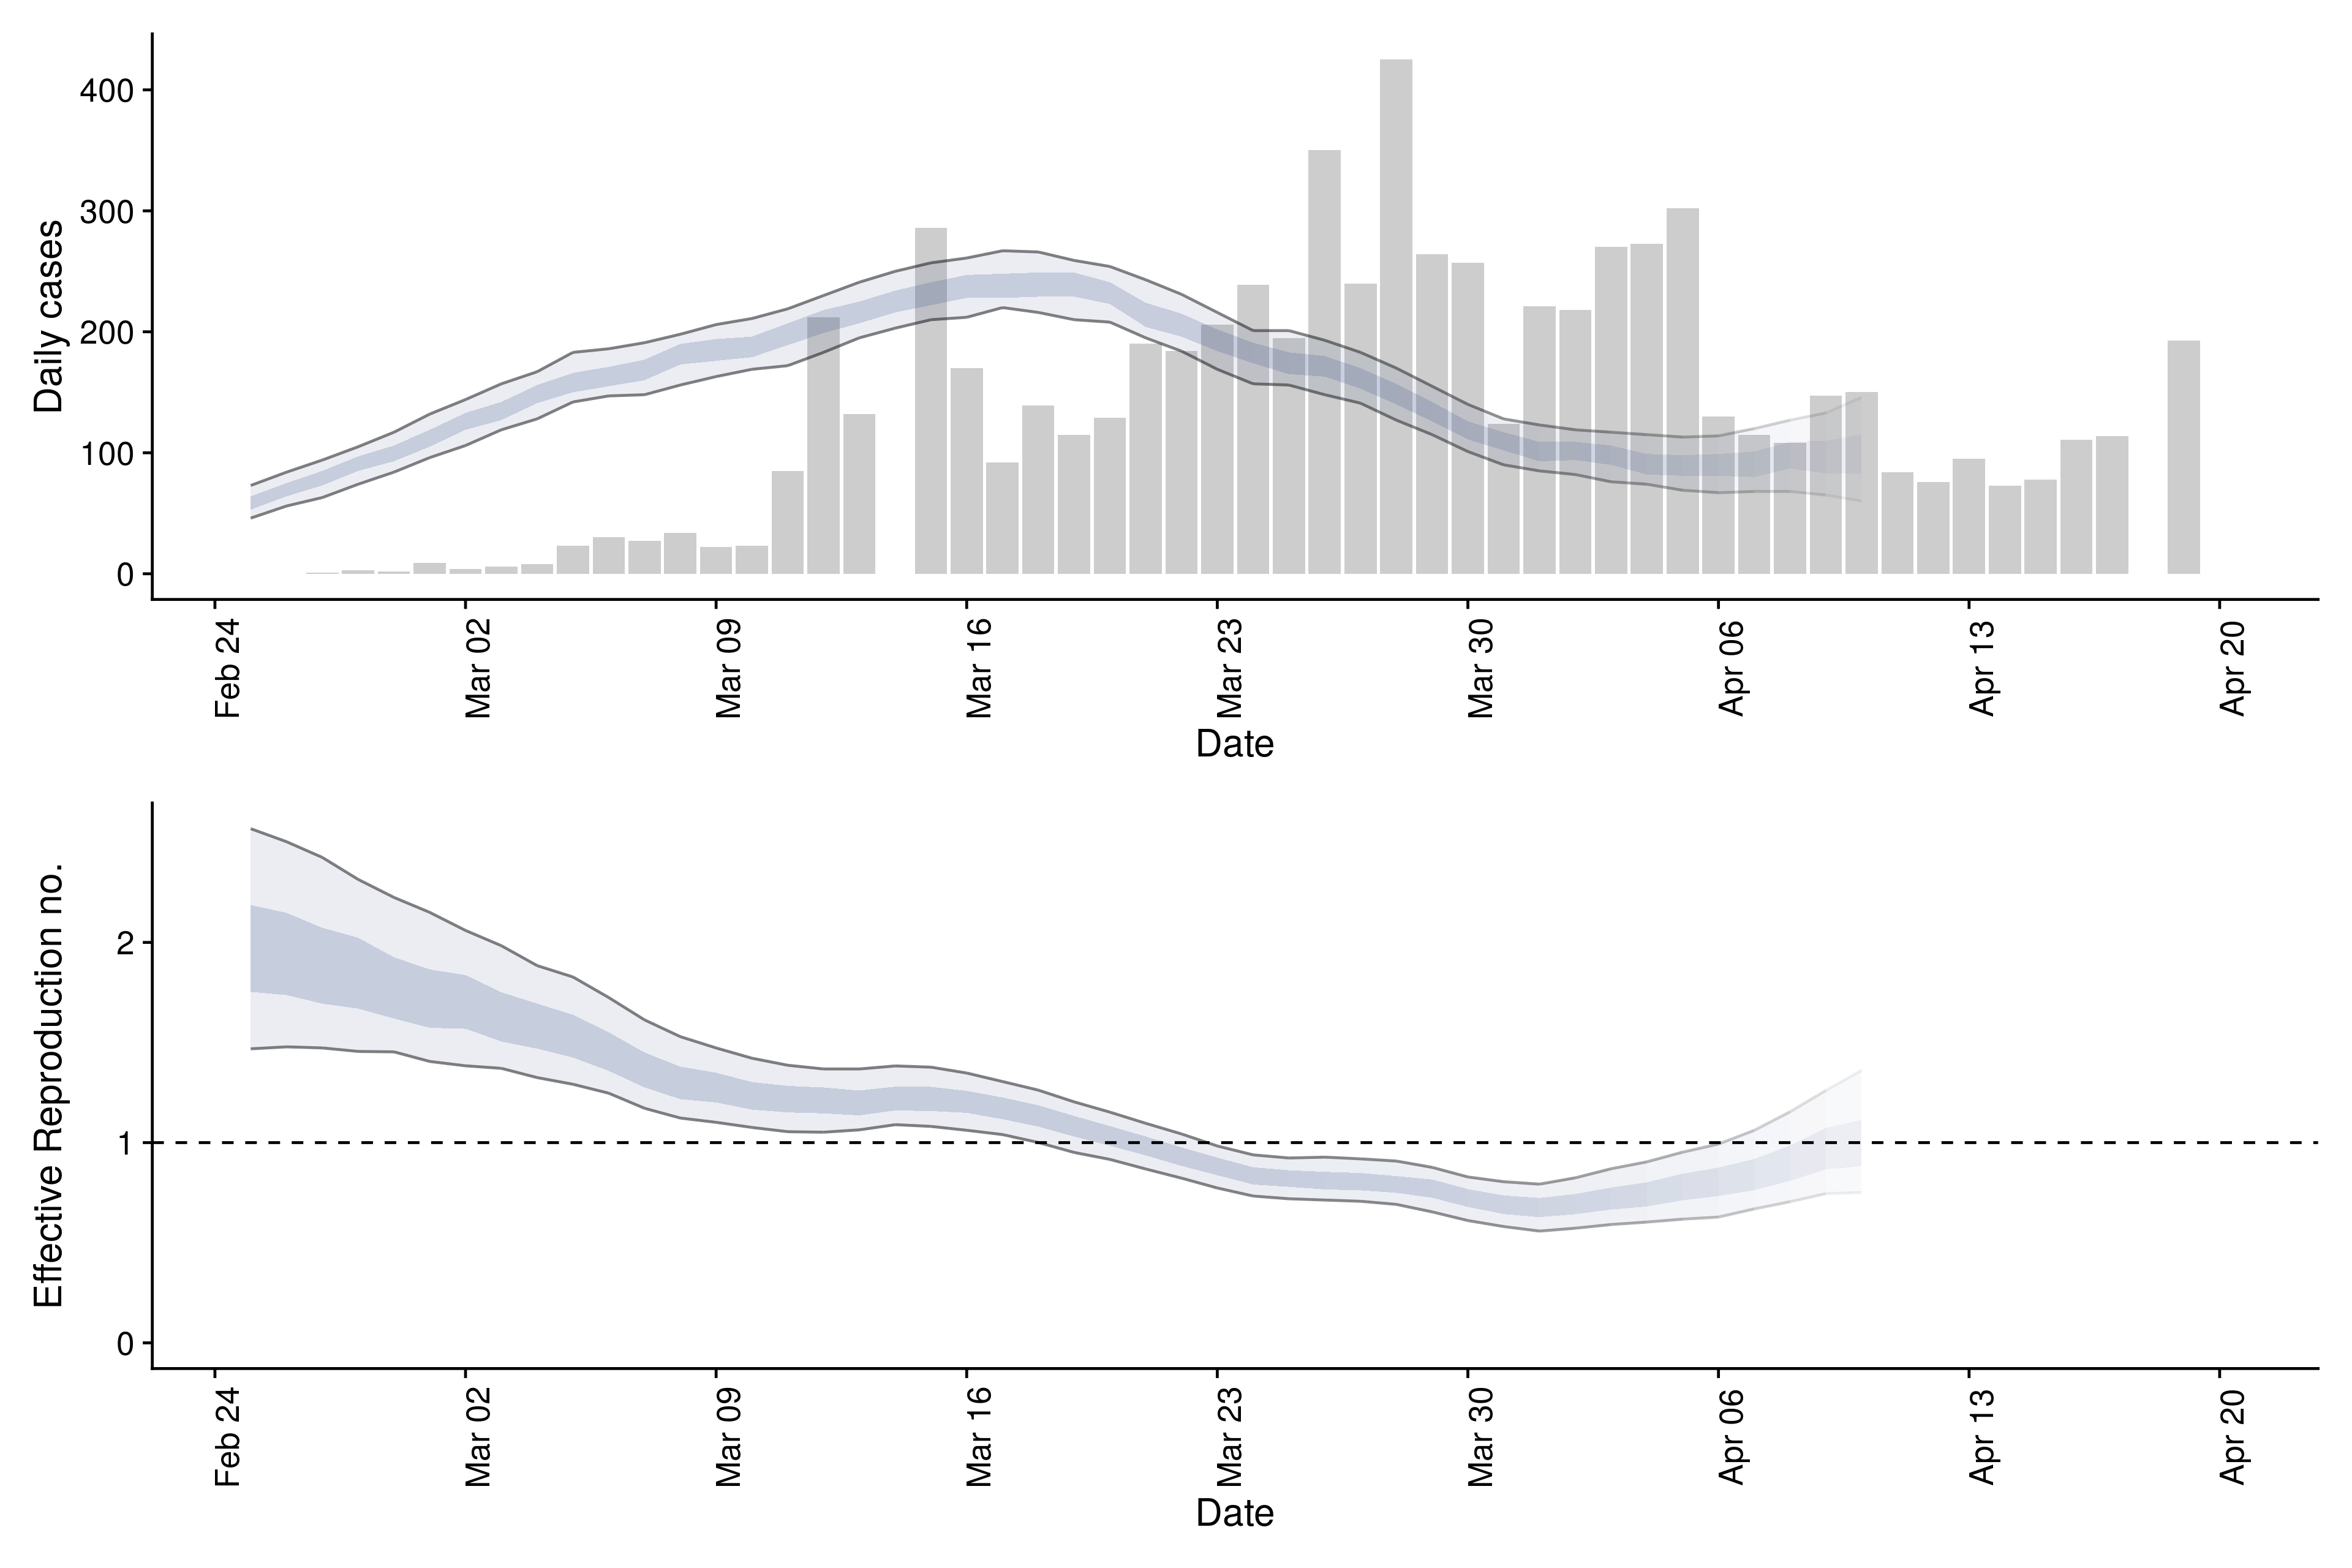 Daily cases
400
300
200
100
0
Feb 24
Mar 02
Mar 09
Mar 16
Mar 23
Mar 30
Apr 06
Apr 13
Apr 20
Date
Effective Reproduction no.
2
1
0
Feb 24
Mar 02
Mar 09
Mar 16
Mar 23
Mar 30
Apr 06
Apr 13
Apr 20
Date